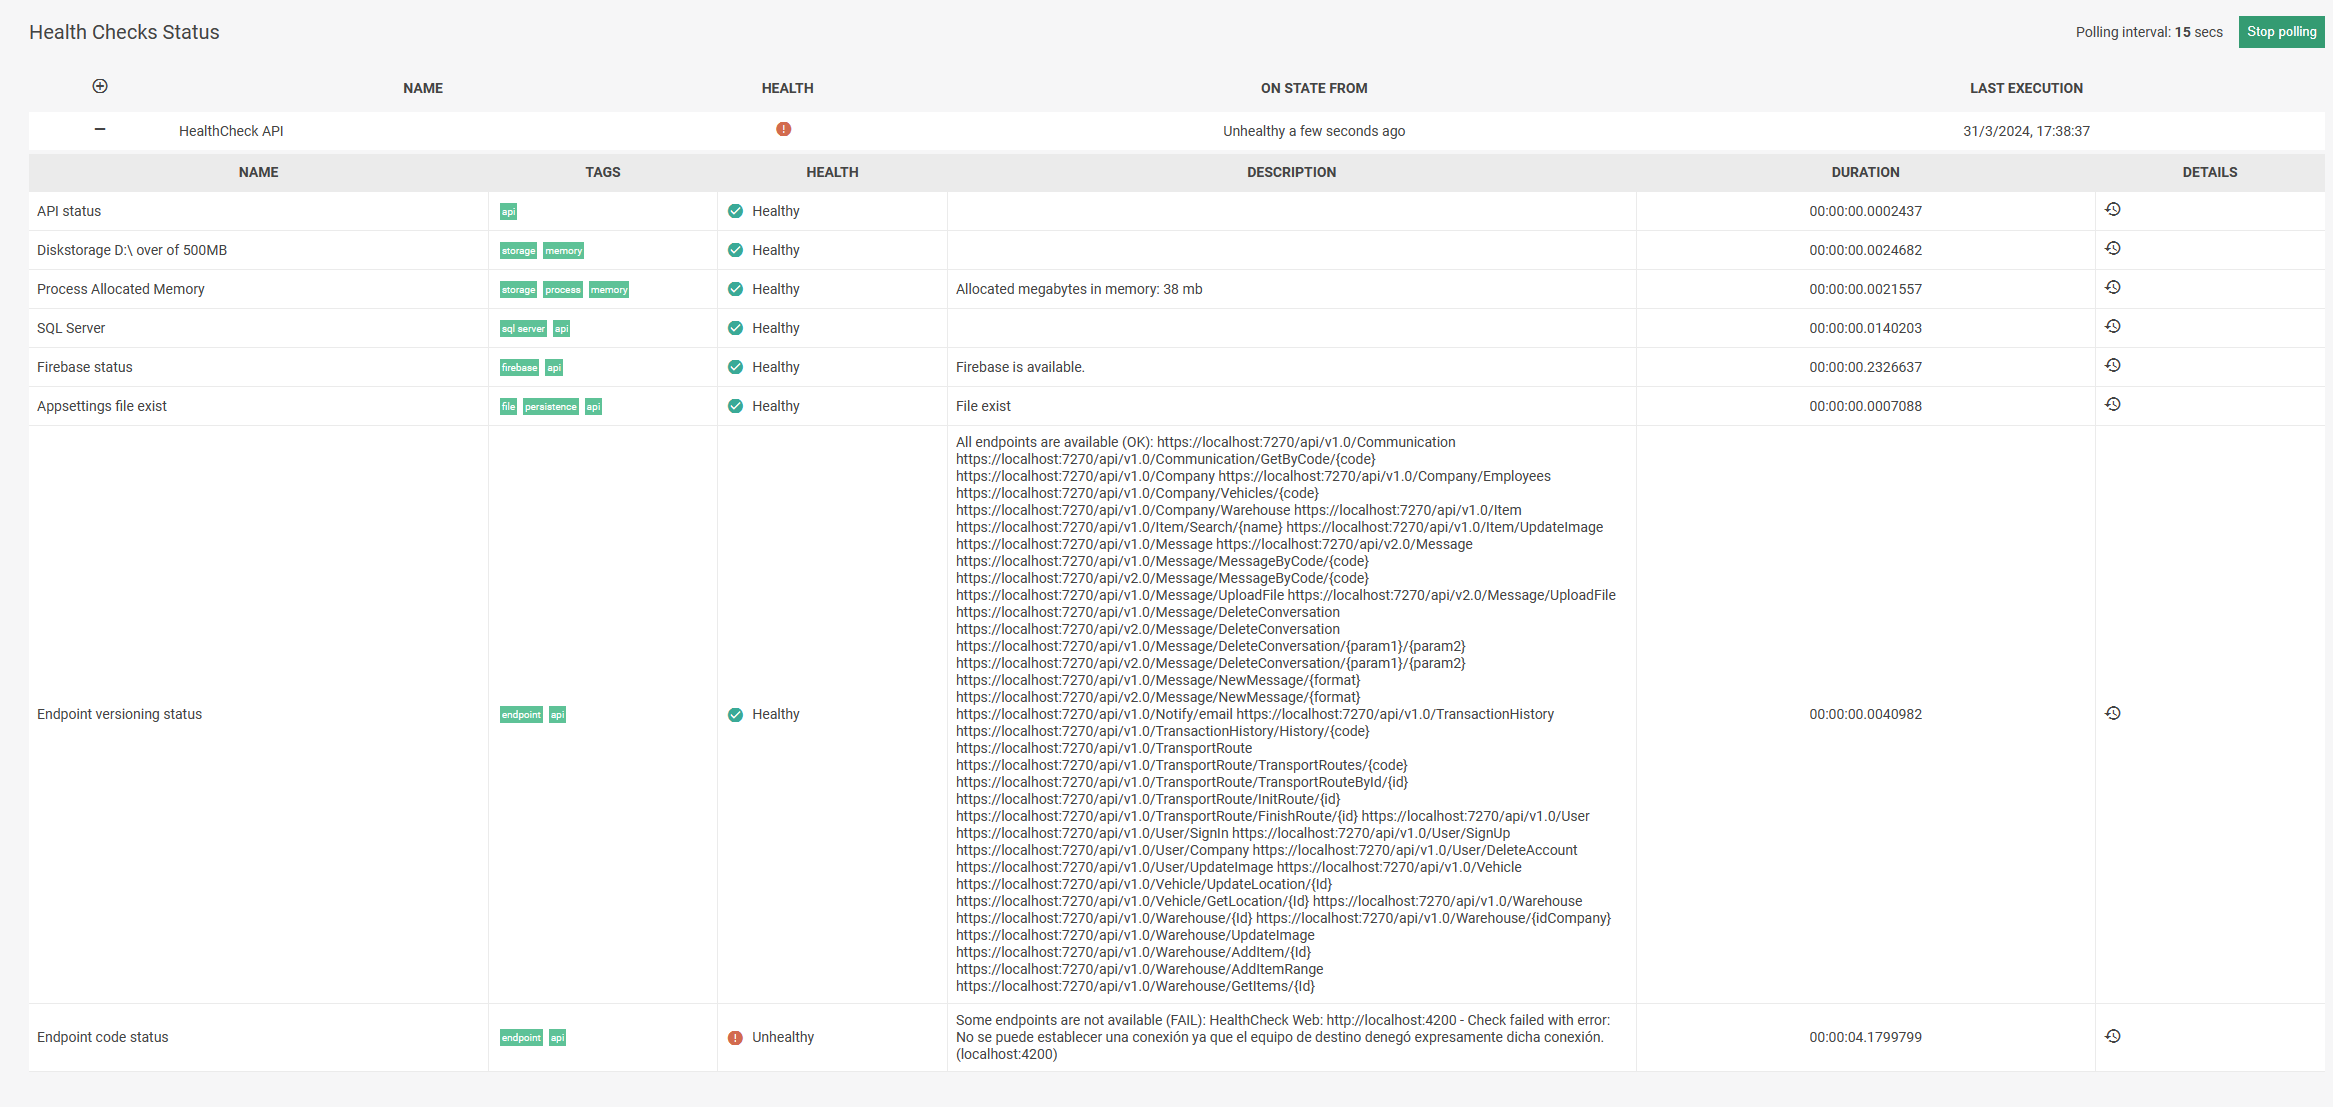 Health Checks Status
Polling interval: 15 secs
Stop polling
NAME HEALTH ON STATE FROM LAST EXECUTION
HealthCheck API Unhealthy a few seconds ago 31/3/2024, 17:38:37
NAME TAGS HEALTH DESCRIPTION DURATION DETAILS
API status api Healthy 00:00:00.0002437
Diskstorage D:\ over of 500MB storage memory Healthy 00:00:00.0024682
Process Allocated Memory storage process memory Healthy Allocated megabytes in memory: 38 mb 00:00:00.0021557
SQL Server sql server api Healthy 00:00:00.0140203
Firebase status firebase api Healthy Firebase is available. 00:00:00.2326637
Appsettings file exist file persistence api Healthy File exist 00:00:00.0007088
Endpoint versioning status endpoint api Healthy
All endpoints are available (OK): https://localhost:7270/api/v1.0/Communication
https://localhost:7270/api/v1.0/Communication/GetByCode/{code}
https://localhost:7270/api/v1.0/Company https://localhost:7270/api/v1.0/Company/Employees
https://localhost:7270/api/v1.0/Company/Vehicles/{code}
https://localhost:7270/api/v1.0/Company/Warehouse https://localhost:7270/api/v1.0/Item
https://localhost:7270/api/v1.0/Item/Search/{name} https://localhost:7270/api/v1.0/Item/UpdateImage
https://localhost:7270/api/v1.0/Message https://localhost:7270/api/v2.0/Message
https://localhost:7270/api/v1.0/Message/MessageByCode/{code}
https://localhost:7270/api/v2.0/Message/MessageByCode/{code}
https://localhost:7270/api/v1.0/Message/UploadFile https://localhost:7270/api/v2.0/Message/UploadFile
https://localhost:7270/api/v1.0/Message/DeleteConversation
https://localhost:7270/api/v2.0/Message/DeleteConversation
https://localhost:7270/api/v1.0/Message/DeleteConversation/{param1}/{param2}
https://localhost:7270/api/v2.0/Message/DeleteConversation/{param1}/{param2}
https://localhost:7270/api/v1.0/Message/NewMessage/{format}
https://localhost:7270/api/v2.0/Message/NewMessage/{format}
https://localhost:7270/api/v1.0/Notify/email https://localhost:7270/api/v1.0/TransactionHistory
https://localhost:7270/api/v1.0/TransactionHistory/History/{code}
https://localhost:7270/api/v1.0/TransportRoute
https://localhost:7270/api/v1.0/TransportRoute/TransportRoutes/{code}
https://localhost:7270/api/v1.0/TransportRoute/TransportRouteById/{id}
https://localhost:7270/api/v1.0/TransportRoute/InitRoute/{id}
https://localhost:7270/api/v1.0/TransportRoute/FinishRoute/{id} https://localhost:7270/api/v1.0/User
https://localhost:7270/api/v1.0/User/SignIn https://localhost:7270/api/v1.0/User/SignUp
https://localhost:7270/api/v1.0/User/Company https://localhost:7270/api/v1.0/User/DeleteAccount
https://localhost:7270/api/v1.0/User/UpdateImage https://localhost:7270/api/v1.0/Vehicle
https://localhost:7270/api/v1.0/Vehicle/UpdateLocation/{Id}
https://localhost:7270/api/v1.0/Vehicle/GetLocation/{Id} https://localhost:7270/api/v1.0/Warehouse
https://localhost:7270/api/v1.0/Warehouse/{Id} https://localhost:7270/api/v1.0/Warehouse/{idCompany}
https://localhost:7270/api/v1.0/Warehouse/UpdateImage
https://localhost:7270/api/v1.0/Warehouse/AddItem/{Id}
https://localhost:7270/api/v1.0/Warehouse/AddItemRange
https://localhost:7270/api/v1.0/Warehouse/GetItems/{Id}
00:00:00.0040982
Endpoint code status endpoint api Unhealthy
Some endpoints are not available (FAIL): HealthCheck Web: http://localhost:4200 - Check failed with error:
No se puede establecer una conexión ya que el equipo de destino denegó expresamente dicha conexión.
(localhost:4200)
00:00:04.1799799